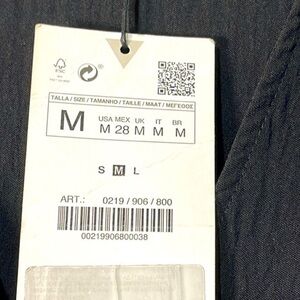 FSC
TALLA / SIZE / TAMANHO / TAILLE / MAAT / ΜΕΓΕΘΟΣ
M
USA MEX UK IT BR
M 28 M M M
S M L
ART.: 0219 / 906 / 800
00219906800038